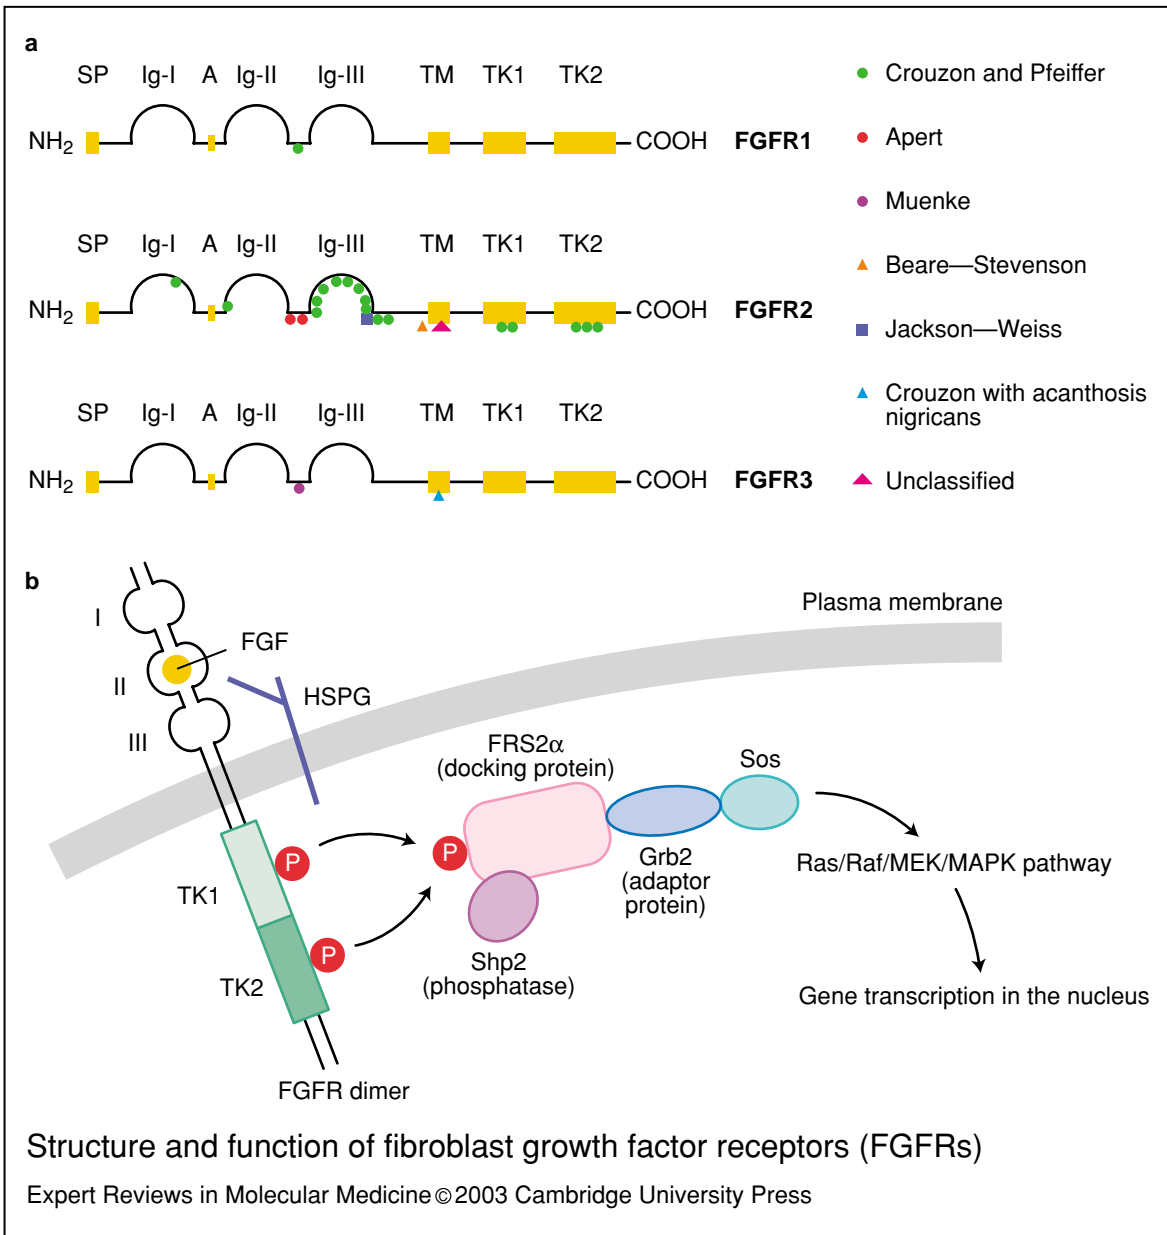 a
SP Ig-I A Ig-II Ig-III TM TK1 TK2
NH2 COOH FGFR1
SP Ig-I A Ig-II Ig-III TM TK1 TK2
NH2 COOH FGFR2
SP Ig-I A Ig-II Ig-III TM TK1 TK2
NH2 COOH FGFR3
Crouzon and Pfeiffer
Apert
Muenke
Beare—Stevenson
Jackson—Weiss
Crouzon with acanthosis
nigricans
Unclassified
b
I
II
III
FGF
HSPG
Plasma membrane
FRS2α
(docking protein)
Sos
P
P
P
TK1
TK2
Grb2
(adaptor
protein)
Shp2
(phosphatase)
Ras/Raf/MEK/MAPK pathway
Gene transcription in the nucleus
FGFR dimer
Structure and function of fibroblast growth factor receptors (FGFRs)
Expert Reviews in Molecular Medicine © 2003 Cambridge University Press